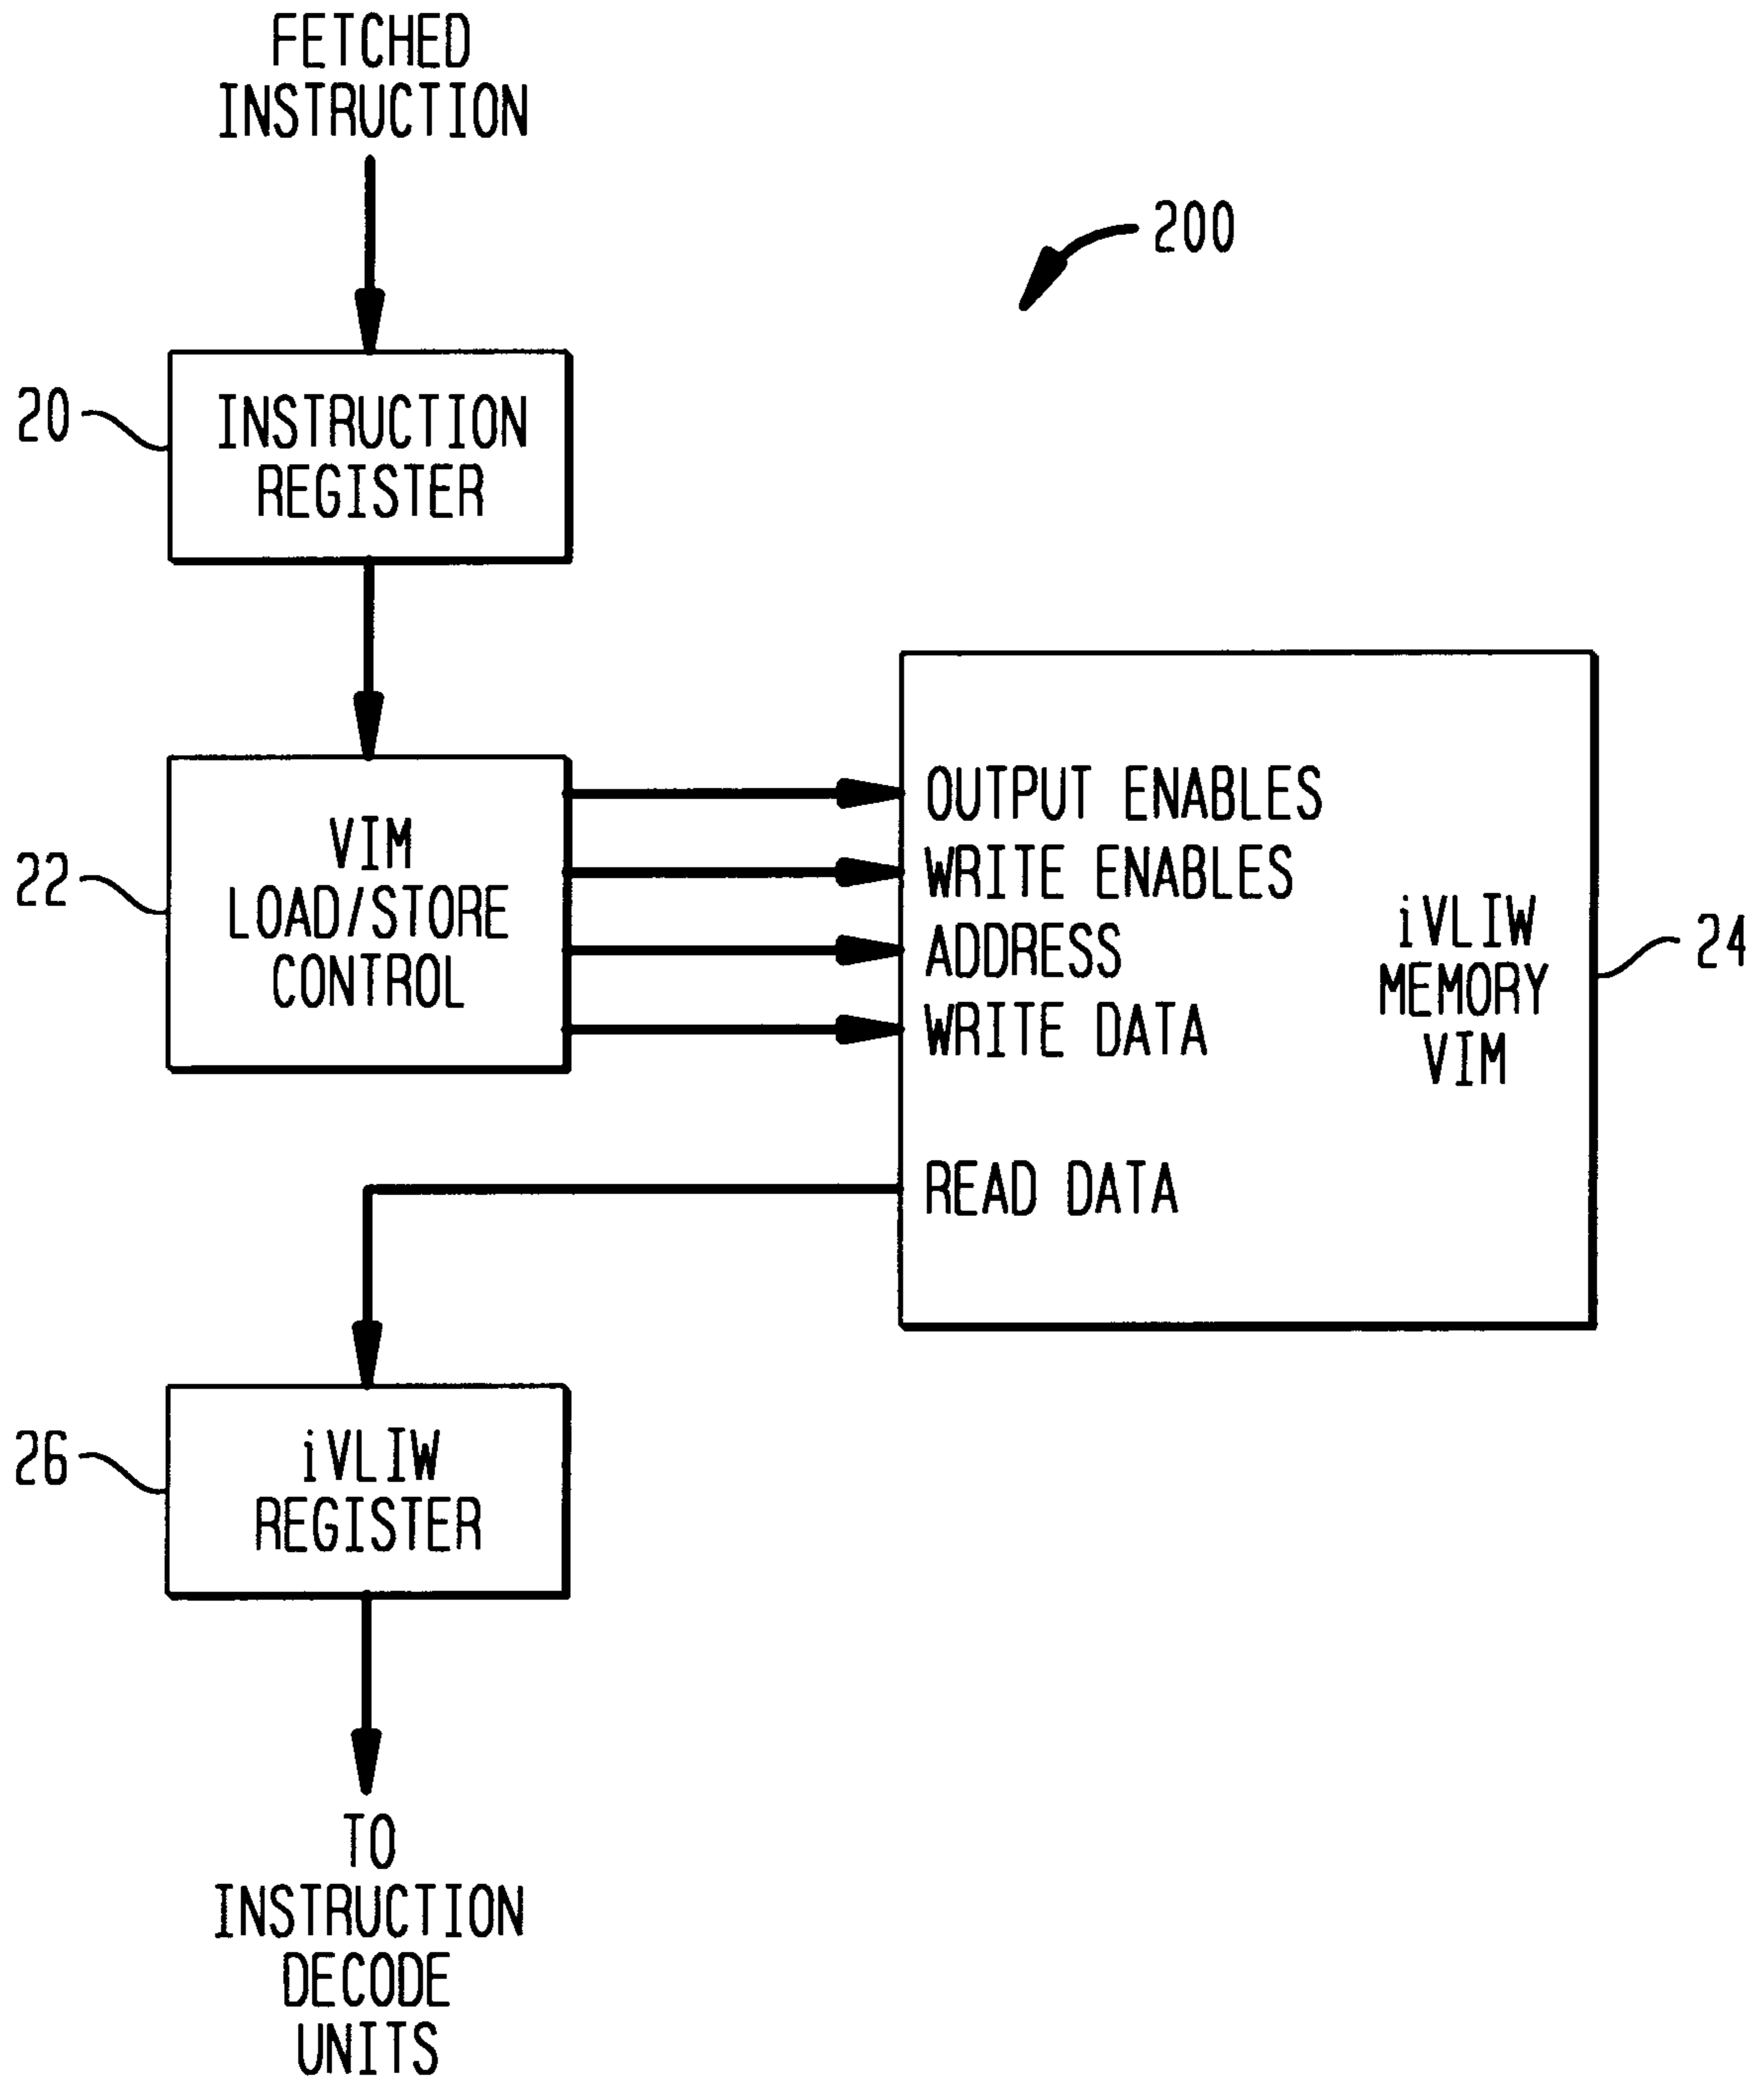 FETCHED
INSTRUCTION
200
20
INSTRUCTION
REGISTER
22
VIM
LOAD/STORE
CONTROL
OUTPUT ENABLES
WRITE ENABLES
ADDRESS
WRITE DATA
READ DATA
iVLIW
MEMORY
VIM
24
26
iVLIW
REGISTER
TO
INSTRUCTION
DECODE
UNITS